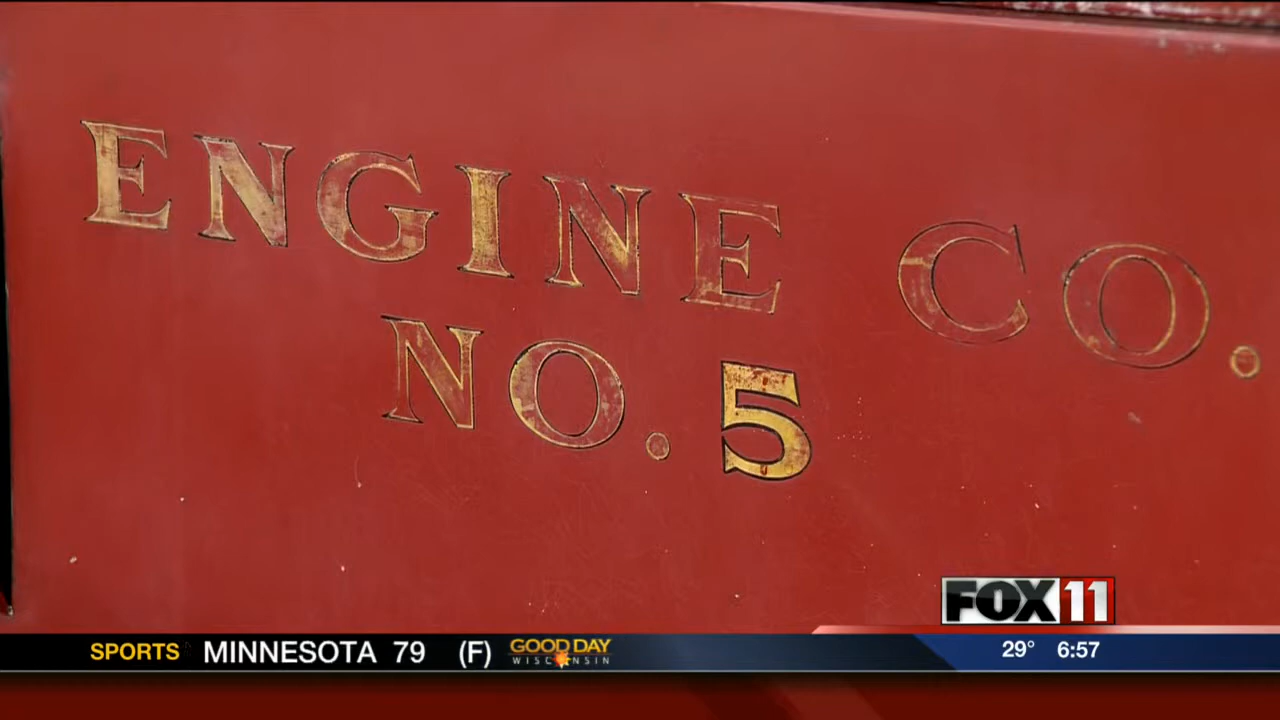 ENGINE CO.
NO. 5
FOX 11
SPORTS MINNESOTA 79 (F) GOOD DAY WISCONSIN 29° 6:57